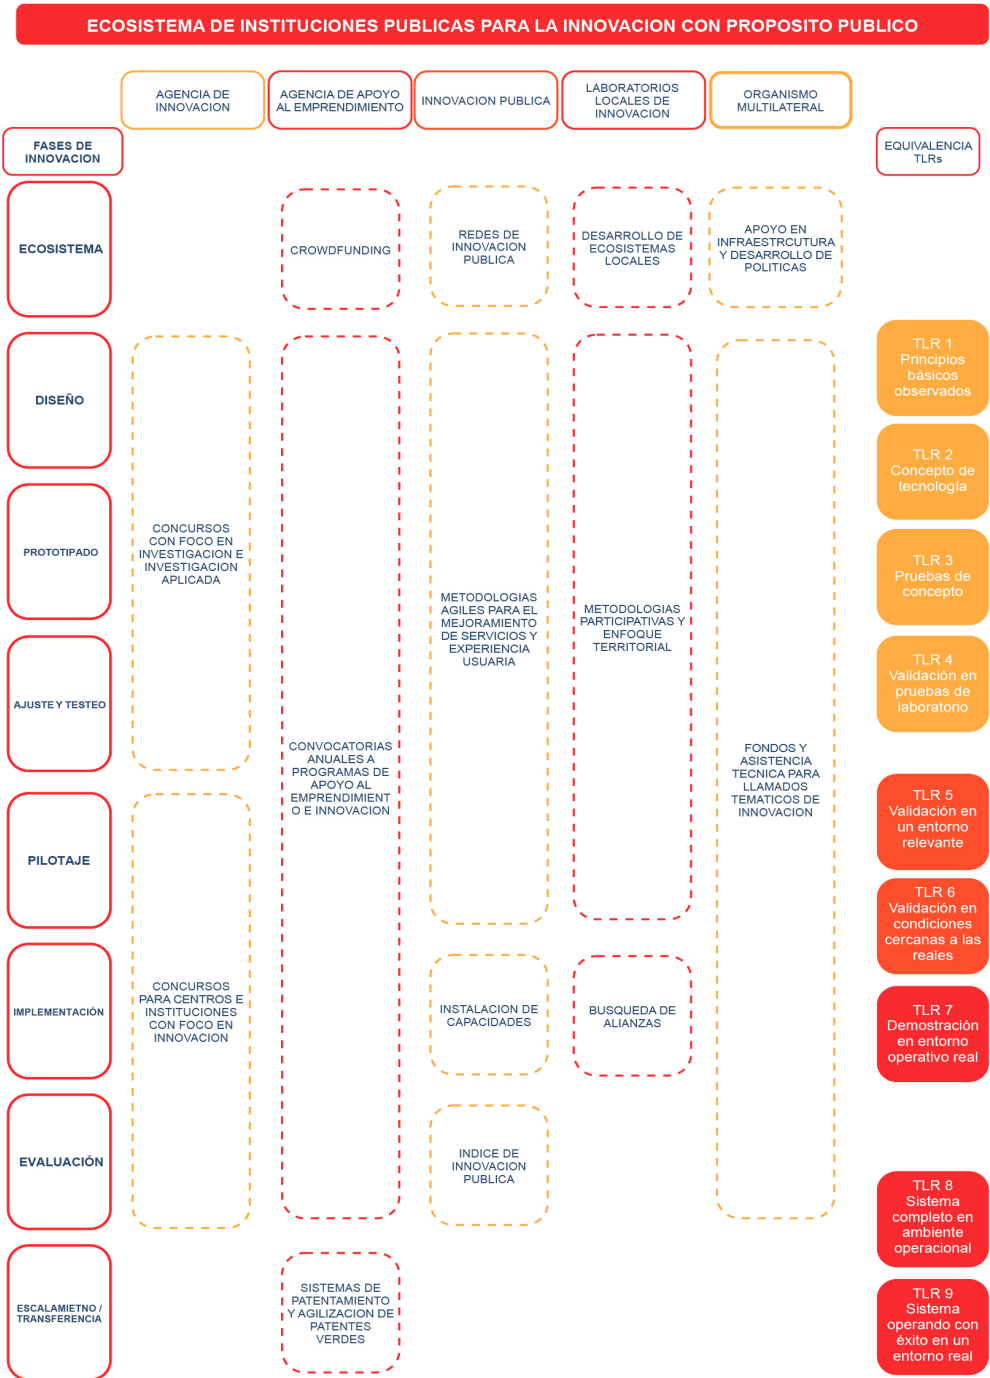 ECOSISTEMA DE INSTITUCIONES PUBLICAS PARA LA INNOVACION CON PROPOSITO PUBLICO
AGENCIA DE
INNOVACION
AGENCIA DE APOYO
AL EMPRENDIMIENTO
INNOVACION PUBLICA
LABORATORIOS
LOCALES DE
INNOVACION
ORGANISMO
MULTILATERAL
FASES DE
INNOVACION
EQUIVALENCIA
TLRs
ECOSISTEMA
CROWDFUNDING
REDES DE
INNOVACION
PUBLICA
DESARROLLO DE
ECOSISTEMAS
LOCALES
APOYO EN
INFRAESTRCUTURA
Y DESARROLLO DE
POLITICAS
DISEÑO
PROTOTIPADO
AJUSTE Y TESTEO
PILOTAJE
IMPLEMENTACIÓN
EVALUACIÓN
ESCALAMIETNO /
TRANSFERENCIA
CONCURSOS
CON FOCO EN
INVESTIGACION E
INVESTIGACION
APLICADA
CONCURSOS
PARA CENTROS E
INSTITUCIONES
CON FOCO EN
INNOVACION
CONVOCATORIAS
ANUALES A
PROGRAMAS DE
APOYO AL
EMPRENDIMIENT
O E INNOVACION
SISTEMAS DE
PATENTAMIENTO
Y AGILIZACION DE
PATENTES
VERDES
METODOLOGIAS
AGILES PARA EL
MEJORAMIENTO
DE SERVICIOS Y
EXPERIENCIA
USUARIA
INSTALACION DE
CAPACIDADES
INDICE DE
INNOVACION
PUBLICA
METODOLOGIAS
PARTICIPATIVAS Y
ENFOQUE
TERRITORIAL
BUSQUEDA DE
ALIANZAS
FONDOS Y
ASISTENCIA
TECNICA PARA
LLAMADOS
TEMATICOS DE
INNOVACION
TLR 1
Principios
básicos
observados
TLR 2
Concepto de
tecnología
TLR 3
Pruebas de
concepto
TLR 4
Validación en
pruebas de
laboratorio
TLR 5
Validación en
un entorno
relevante
TLR 6
Validación en
condiciones
cercanas a las
reales
TLR 7
Demostración
en entorno
operativo real
TLR 8
Sistema
completo en
ambiente
operacional
TLR 9
Sistema
operando con
éxito en un
entorno real